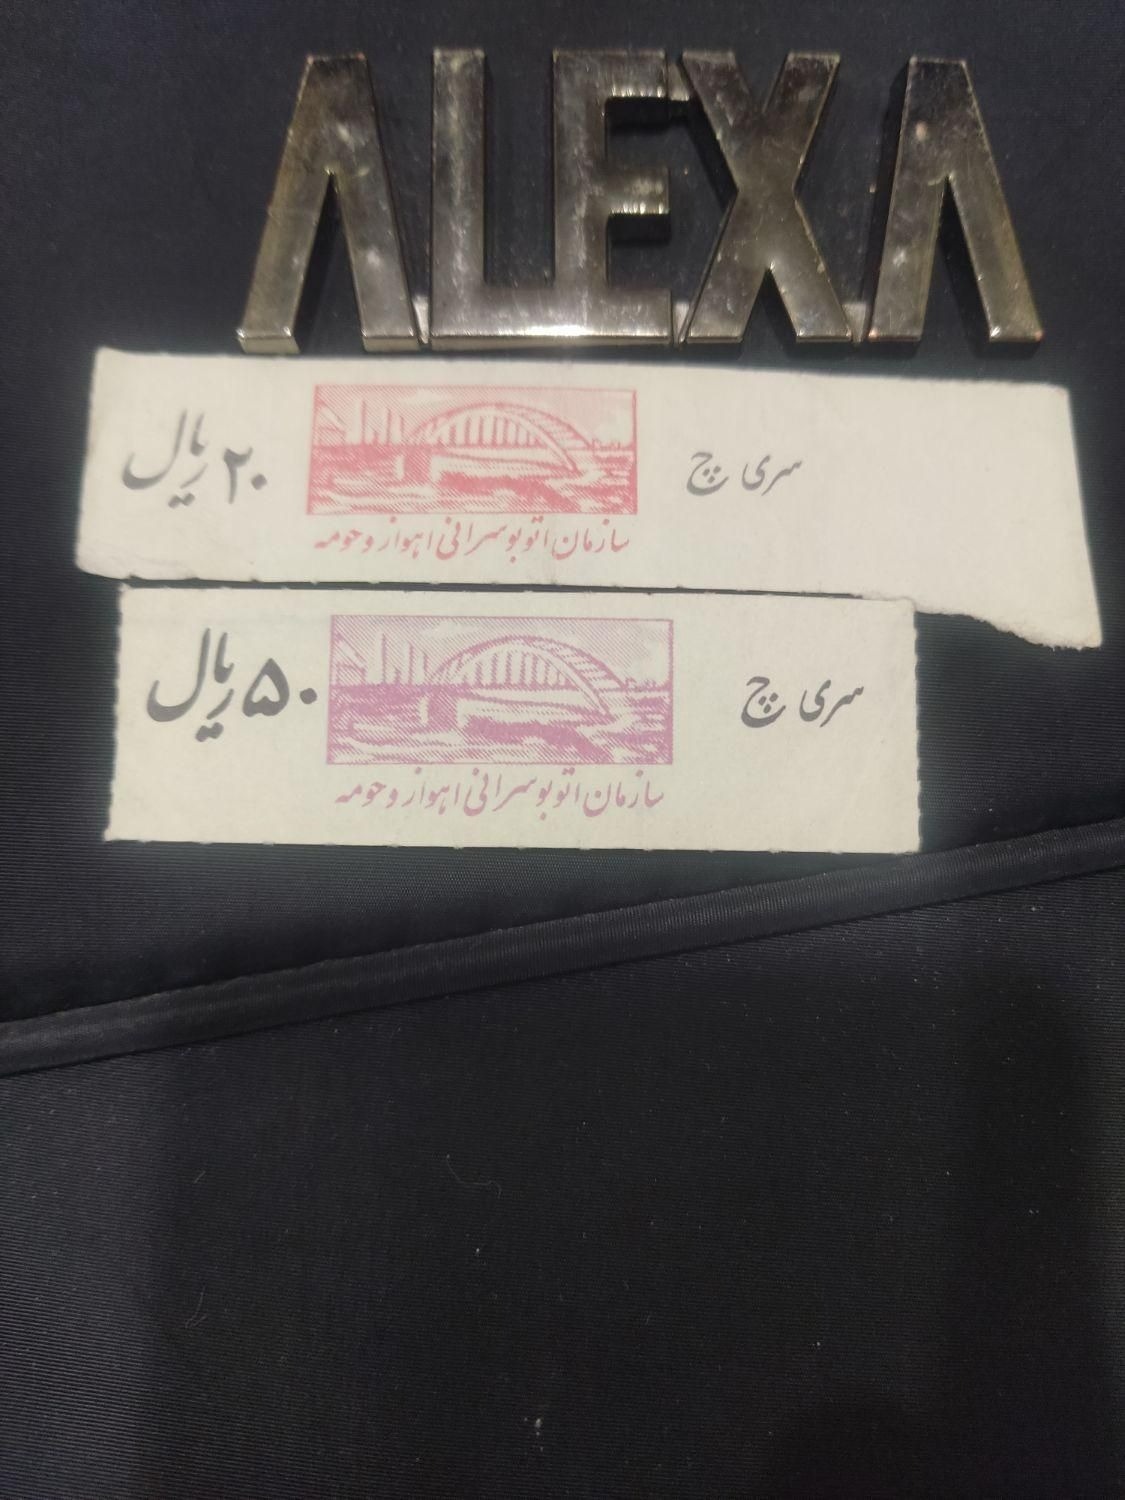 ALEXA
سری چ
۲۰ ریال
سازمان اتوبوسرانی اهواز و حومه
سری چ
۵۰ ریال
سازمان اتوبوسرانی اهواز و حومه